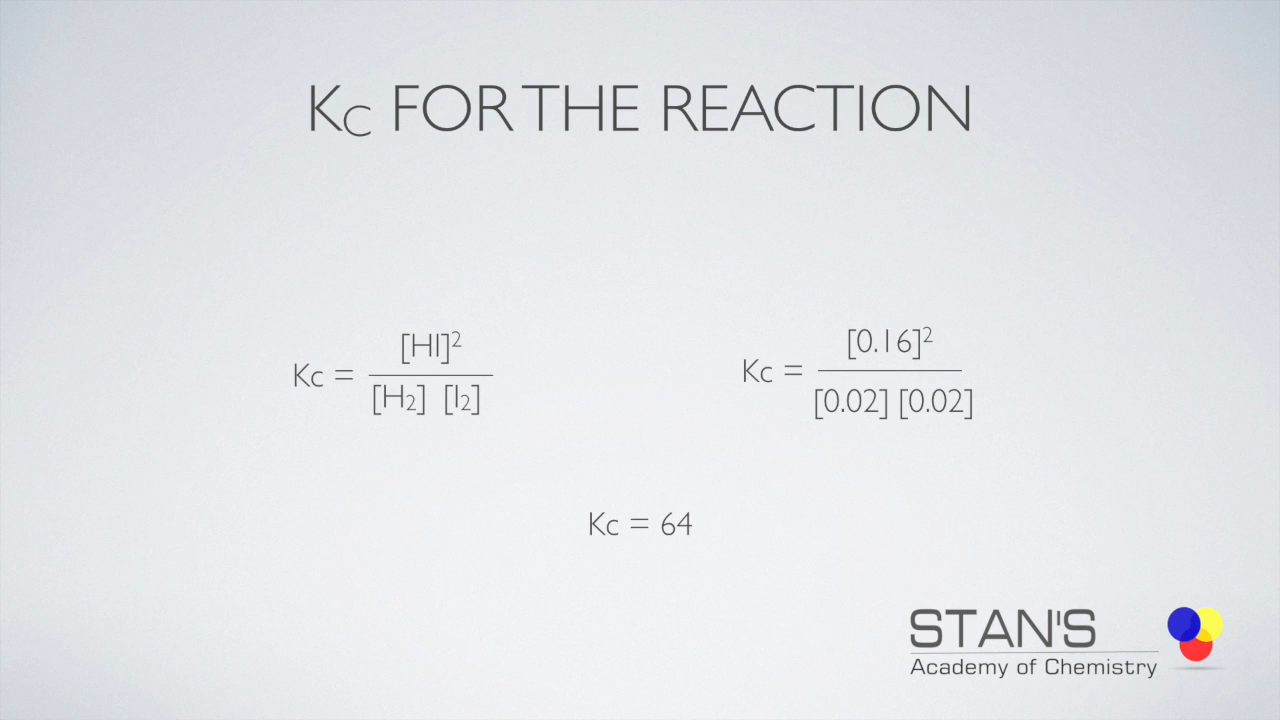 KC FOR THE REACTION
Kc = [HI]² / [H₂] [I₂]
Kc = [0.16]² / [0.02] [0.02]
Kc = 64
STAN'S
Academy of Chemistry